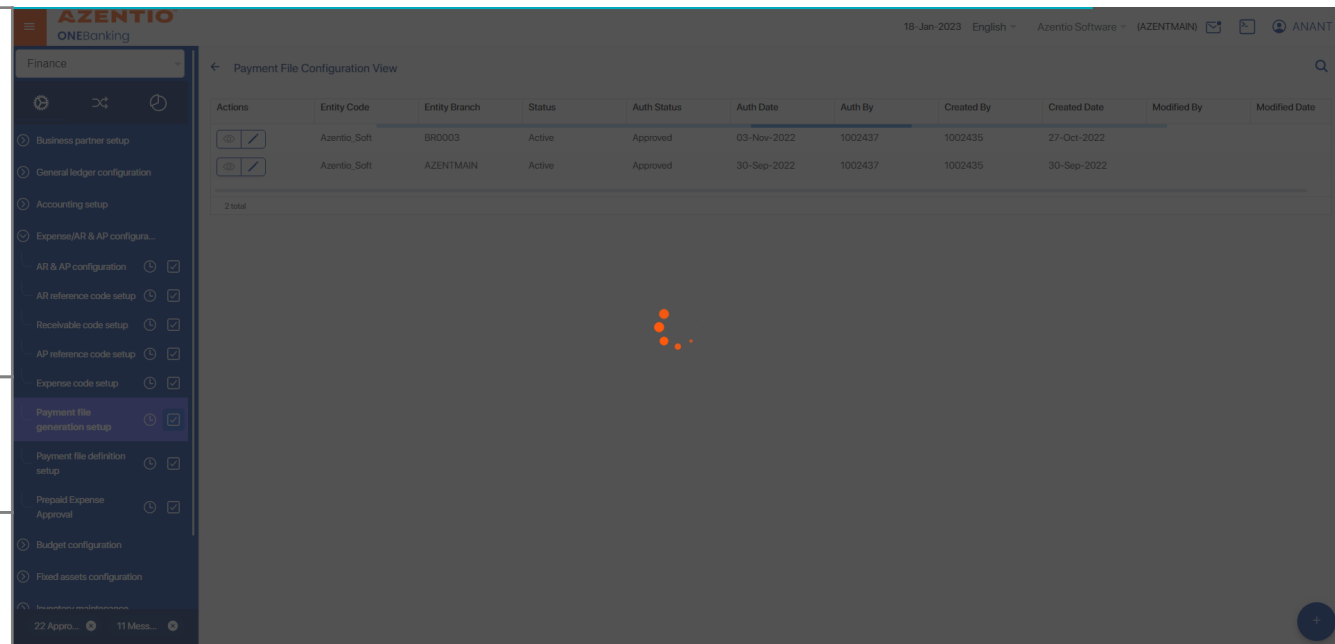 AZENTIO
ONEBanking
18-Jan-2023 English Azentio Software (AZENTMAIN) ANANT
Finance
Payment File Configuration View
Actions Entity Code Entity Branch Status Auth Status Auth Date Auth By Created By Created Date Modified By Modified Date
Azentio_Soft BR0003 Active Approved 03-Nov-2022 1002437 1002435 27-Oct-2022
Azentio_Soft AZENTMAIN Active Approved 30-Sep-2022 1002437 1002435 30-Sep-2022
2 total
Business partner setup
General ledger configuration
Accounting setup
Expense/AR & AP configura...
AR & AP configuration
AR reference code setup
Receivable code setup
AP reference code setup
Expense code setup
Payment file
generation setup
Payment file definition
setup
Prepaid Expense
Approval
Budget configuration
Fixed assets configuration
Inventory maintenance
22 Appro... 11 Mess...